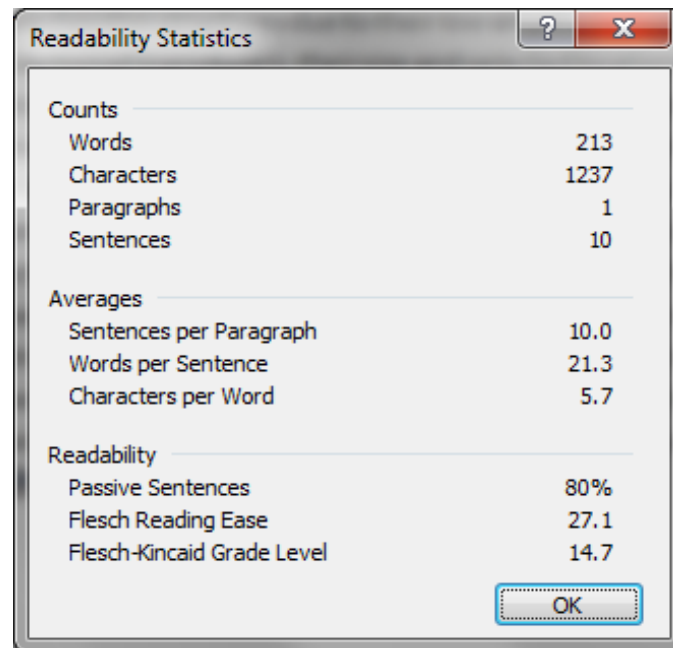 Readability Statistics
Counts
Words 213
Characters 1237
Paragraphs 1
Sentences 10
Averages
Sentences per Paragraph 10.0
Words per Sentence 21.3
Characters per Word 5.7
Readability
Passive Sentences 80%
Flesch Reading Ease 27.1
Flesch-Kincaid Grade Level 14.7
OK